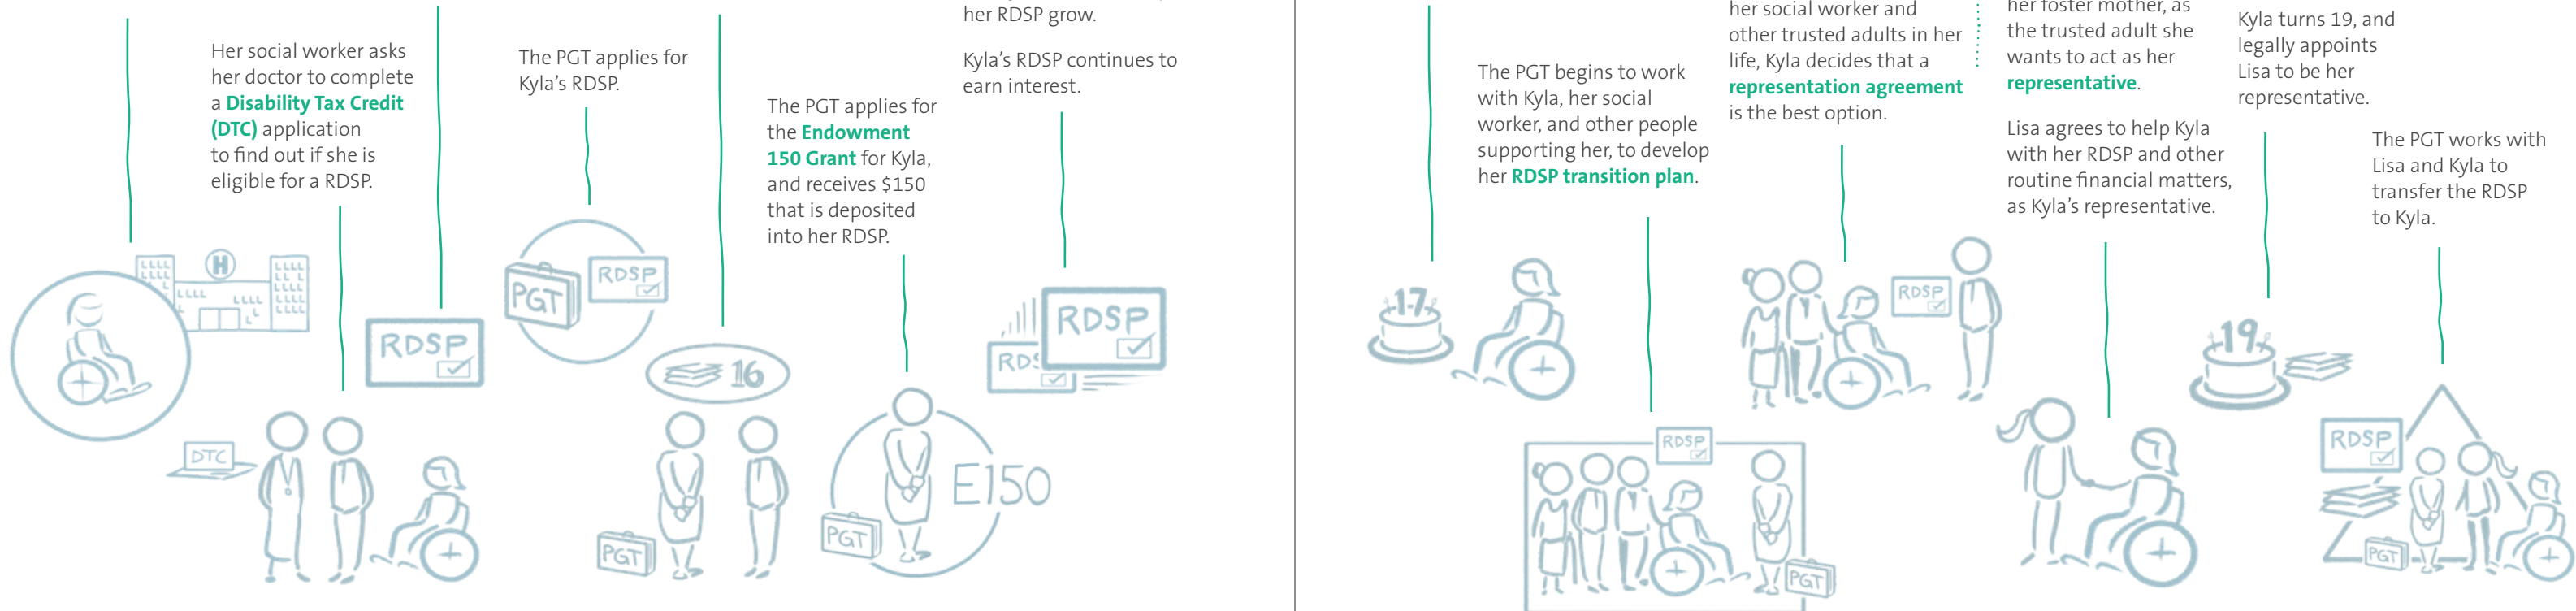 Her social worker asks
her doctor to complete
a Disability Tax Credit
(DTC) application
to find out if she is
eligible for a RDSP.
The PGT applies for
Kyla's RDSP.
The PGT applies for
the Endowment
150 Grant for Kyla,
and receives $150
that is deposited
into her RDSP.
her RDSP grow.
Kyla's RDSP continues to
earn interest.
H
RDSP
DTC
PGT
RDSP
16
PGT
PGT
E150
RDSP
RDS
The PGT begins to work
with Kyla, her social
worker, and other people
supporting her, to develop
her RDSP transition plan.
her social worker and
other trusted adults in her
life, Kyla decides that a
representation agreement
is the best option.
her foster mother, as
the trusted adult she
wants to act as her
representative.
Lisa agrees to help Kyla
with her RDSP and other
routine financial matters,
as Kyla's representative.
Kyla turns 19, and
legally appoints
Lisa to be her
representative.
The PGT works with
Lisa and Kyla to
transfer the RDSP
to Kyla.
17
RDSP
PGT
RDSP
19
RDSP
PGT